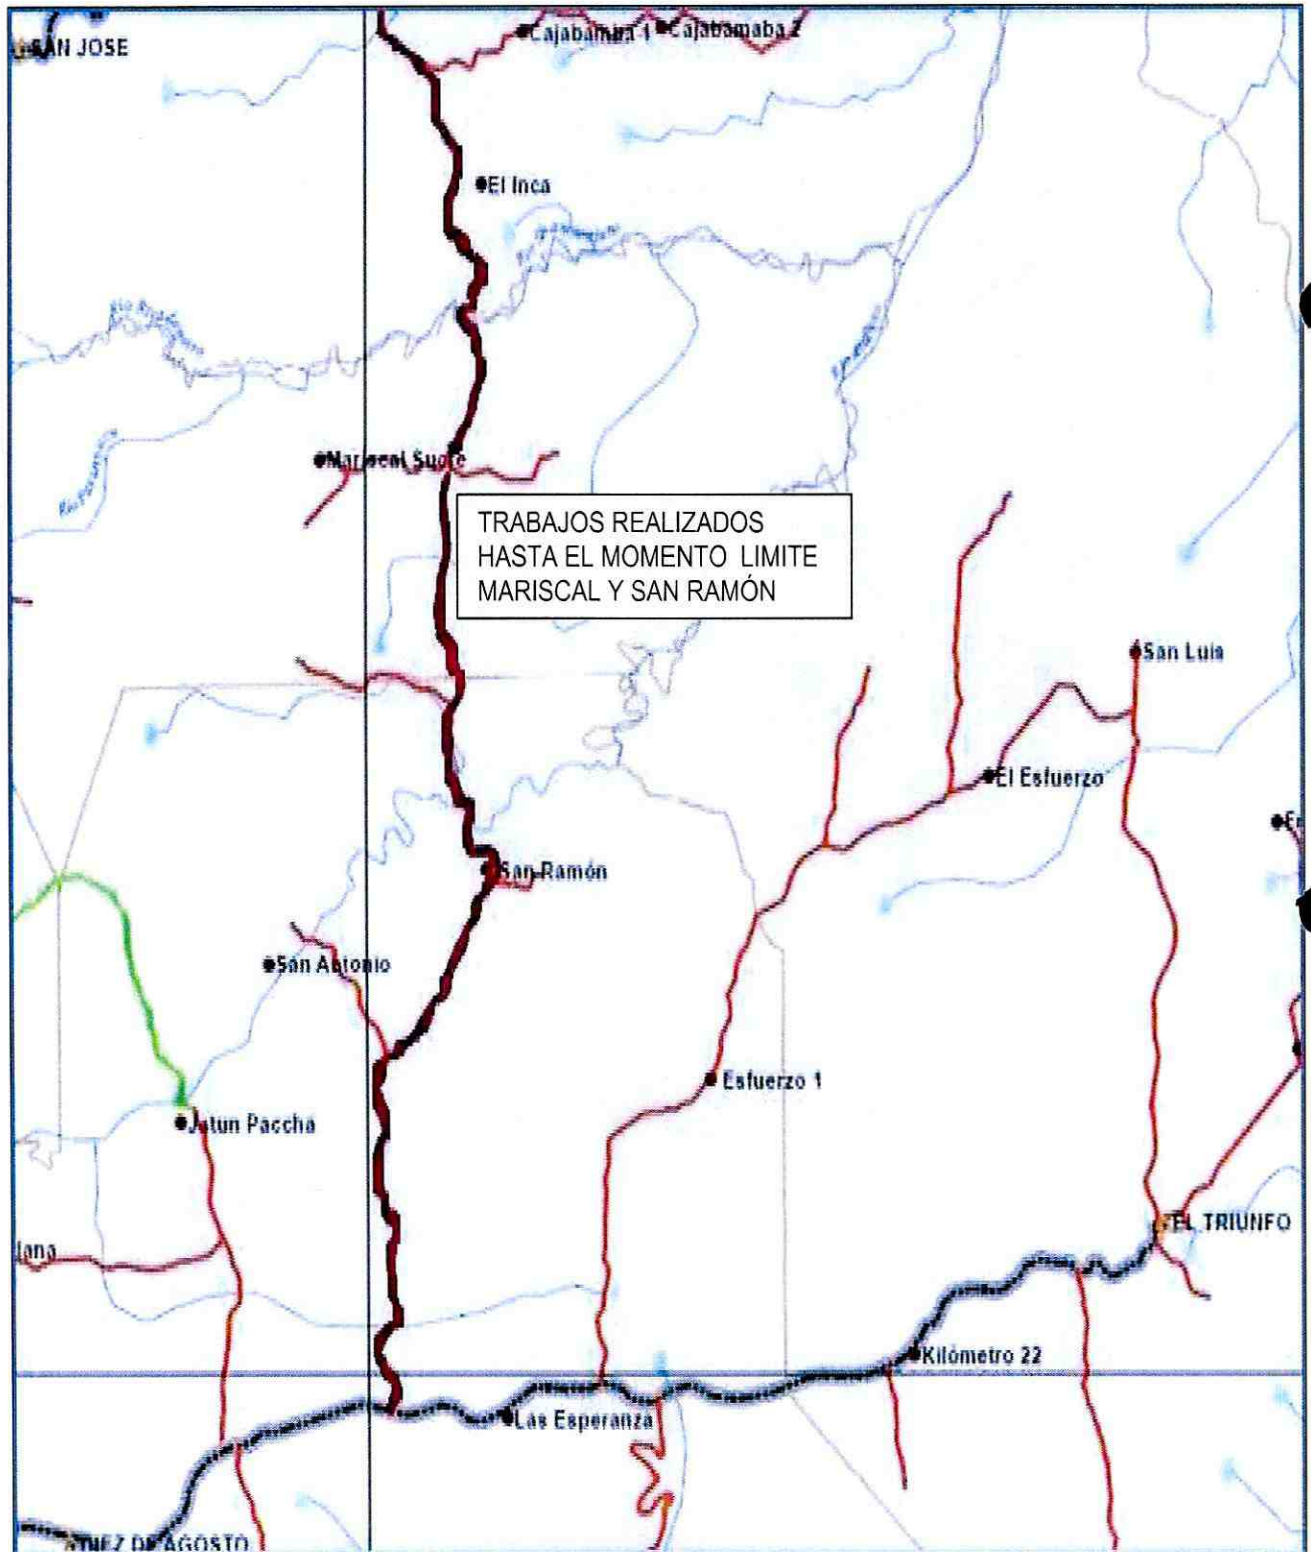 SAN JOSE
Cajabamba 1
Cajabamaba 2
El Inca
Mariscal Sucre
TRABAJOS REALIZADOS
HASTA EL MOMENTO LIMITE
MARISCAL Y SAN RAMÓN
San Luis
El Esfuerzo
San Ramón
San Antonio
Esfuerzo 1
Jatun Paccha
EL TRIUNFO
Kilómetro 22
Las Esperanza
DIEZ DE AGOSTO